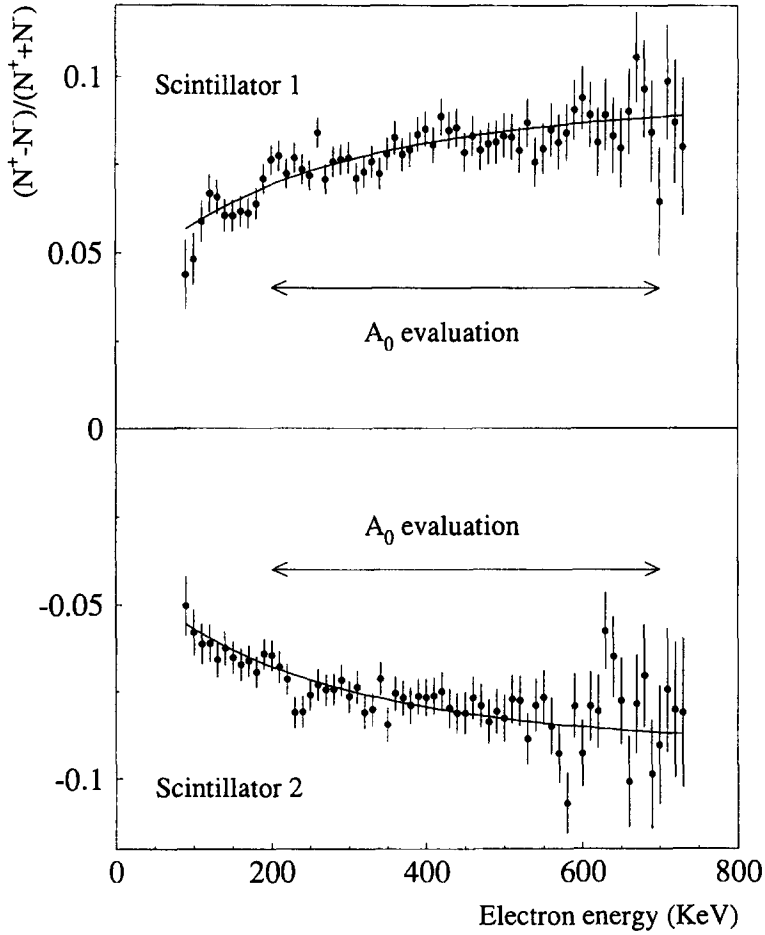 (N⁺-N⁻)/(N⁺+N⁻)
0.1
Scintillator 1
0.05
A₀ evaluation
0
A₀ evaluation
-0.05
-0.1
Scintillator 2
0 200 400 600 800
Electron energy (KeV)